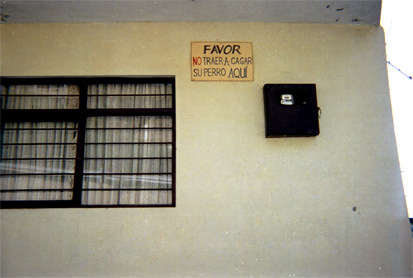 FAVOR
NO TRAER A CAGAR
SU PERRO AQUÍ